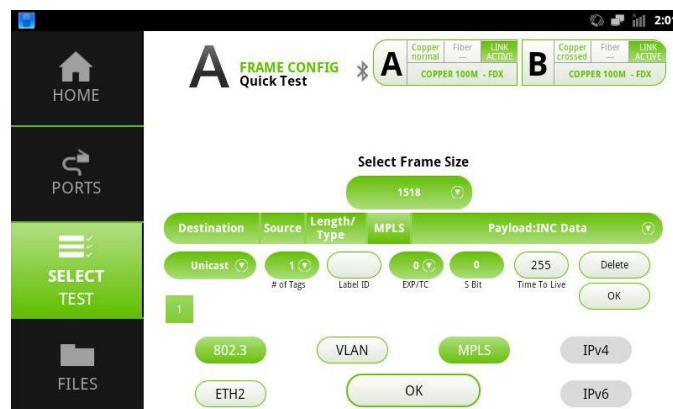 2:0
HOME
PORTS
SELECT
TEST
FILES
A
FRAME CONFIG
Quick Test
A
Copper
normal
Fiber
---
LINK
ACTIVE
COPPER 100M - FDX
B
Copper
crossed
Fiber
---
LINK
ACTIVE
COPPER 100M - FDX
Select Frame Size
1518
Destination
Source
Length/
Type
MPLS
Payload:INC Data
Unicast
1
0
0
255
Delete
# of Tags
Label ID
EXP/TC
S Bit
Time To Live
OK
1
802.3
VLAN
MPLS
IPv4
ETH2
OK
IPv6